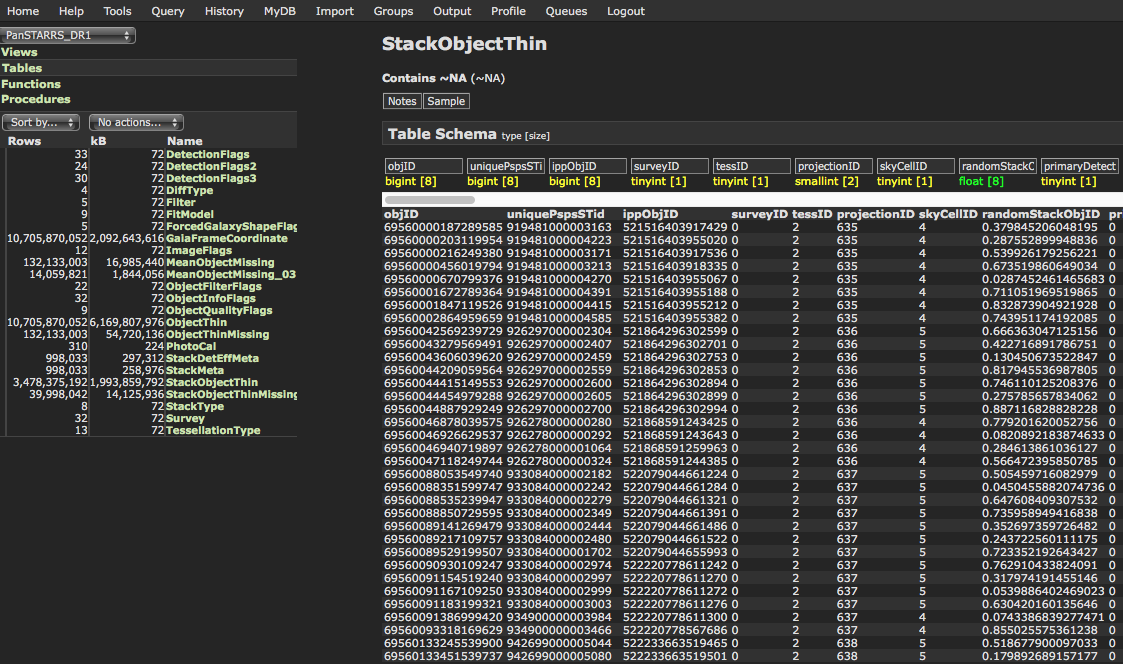 Home Help Tools Query History MyDB Import Groups Output Profile Queues Logout
PanSTARRS_DR1
Views
Tables
Functions
Procedures
Sort by... No actions...
Rows kB Name
33 72 DetectionFlags
24 72 DetectionFlags2
30 72 DetectionFlags3
4 72 DiffType
5 72 Filter
9 72 FitModel
5 72 ForcedGalaxyShapeFlag
10,705,870,052 2,092,643,616 GaiaFrameCoordinate
12 72 ImageFlags
132,133,003 16,985,440 MeanObjectMissing
14,059,821 1,844,056 MeanObjectMissing_03
22 72 ObjectFilterFlags
32 72 ObjectInfoFlags
9 72 ObjectQualityFlags
10,705,870,052 6,169,807,976 ObjectThin
132,133,003 54,720,136 ObjectThinMissing
310 224 PhotoCal
998,033 297,312 StackDetEffMeta
998,033 258,976 StackMeta
3,478,375,192 1,993,859,792 StackObjectThin
39,998,042 14,125,936 StackObjectThinMissing
8 72 StackType
32 72 Survey
13 72 TessellationType
StackObjectThin
Contains ~NA (~NA)
Notes Sample
Table Schema type [size]
objID uniquePspsSTi ippObjID surveyID tessID projectionID skyCellID randomStackO primaryDetect
bigint [8] bigint [8] bigint [8] tinyint [1] tinyint [1] smallint [2] tinyint [1] float [8] tinyint [1]
objID uniquePspsSTid ippObjID surveyID tessID projectionID skyCellID randomStackObjID pr
69560000187289585 919481000003163 521516403917429 0 2 635 4 0.379845206048195 0
69560000203119954 919481000004223 521516403955020 0 2 635 4 0.287552899948836 0
69560000216249380 919481000003171 521516403917536 0 2 635 4 0.539926179256221 0
69560000456019794 919481000003213 521516403918335 0 2 635 4 0.673519860649034 0
69560000670799376 919481000004270 521516403955067 0 2 635 4 0.0287452461465683 0
69560001672789364 919481000004391 521516403955188 0 2 635 4 0.711051969519865 0
69560001847119526 919481000004415 521516403955212 0 2 635 4 0.832873904921928 0
69560002864959659 919481000004585 521516403955382 0 2 635 4 0.743951174192085 0
69560042569239729 926297000002304 521864296302599 0 2 636 5 0.666363047125156 0
69560043279569491 926297000002407 521864296302701 0 2 636 5 0.422716891786751 0
69560043606039620 926297000002459 521864296302753 0 2 636 5 0.130450673522847 0
69560044209059564 926297000002559 521864296302853 0 2 636 5 0.817945536987805 0
69560044415149553 926297000002600 521864296302894 0 2 636 5 0.746110125208376 0
69560044454979288 926297000002605 521864296302899 0 2 636 5 0.275785657834062 0
69560044887929249 926297000002700 521864296302994 0 2 636 5 0.887116828828228 0
69560046878039575 926278000000280 521868591243425 0 2 636 4 0.779201620052756 0
69560046926629537 926278000000292 521868591243643 0 2 636 4 0.0820892183874633 0
69560046940719897 926278000001064 521868591259963 0 2 636 4 0.284613861036127 0
69560047118249744 926278000000324 521868591244385 0 2 636 4 0.566472395850785 0
69560088053549740 933084000002182 522079044661224 0 2 637 5 0.505459716082979 0
69560088351599747 933084000002242 522079044661284 0 2 637 5 0.0450455882074736 0
69560088535239947 933084000002279 522079044661321 0 2 637 5 0.647608409307532 0
69560088850729595 933084000002349 522079044661391 0 2 637 5 0.735958949416838 0
69560089141269479 933084000002444 522079044661486 0 2 637 5 0.352697359726482 0
69560089217109757 933084000002480 522079044661522 0 2 637 5 0.243722560111175 0
69560089529199507 933084000001702 522079044655993 0 2 637 5 0.723352192643427 0
69560090930109247 933084000002974 522220778611242 0 2 637 5 0.762910433824091 0
69560091154519240 933084000002997 522220778611270 0 2 637 5 0.317974191455146 0
69560091167109250 933084000002999 522220778611272 0 2 637 5 0.0539886402469023 0
69560091183199321 933084000003003 522220778611276 0 2 637 5 0.630420160135646 0
69560091386999420 934900000003984 522220778611300 0 2 637 4 0.0743386839277471 0
69560093318169629 934900000003466 522220778567686 0 2 637 4 0.855025575361238 0
69560133245539900 942699000005044 522233663519465 0 2 638 5 0.518677900097033 0
69560133451539737 942699000005080 522233663519501 0 2 638 5 0.179892689157177 0